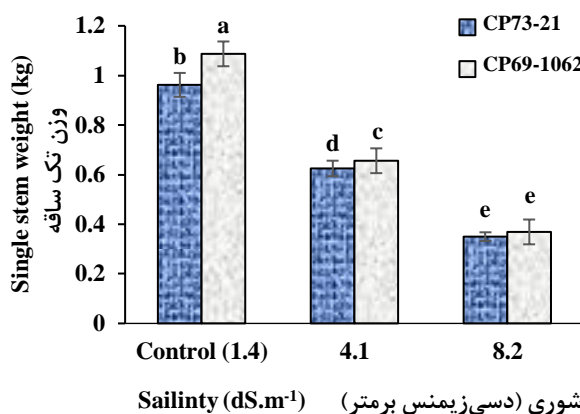 Single stem weight (kg)
وزن تک ساقه
1.2
1
0.8
0.6
0.4
0.2
0
b
a
d
c
e
e
CP73-21
CP69-1062
Control (1.4)
4.1
8.2
Sailinty (dS.m-1)
شوری (دسی‌زیمنس برمتر)